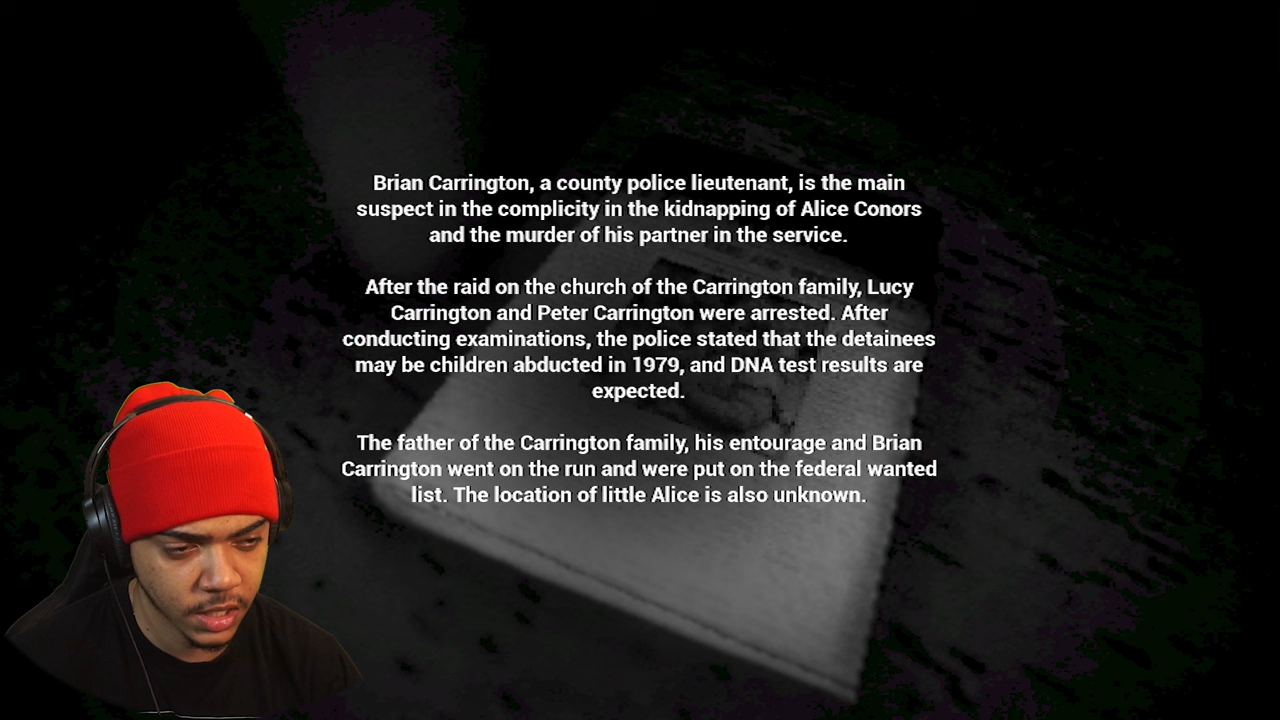 Brian Carrington, a county police lieutenant, is the main
suspect in the complicity in the kidnapping of Alice Conors
and the murder of his partner in the service.
After the raid on the church of the Carrington family, Lucy
Carrington and Peter Carrington were arrested. After
conducting examinations, the police stated that the detainees
may be children abducted in 1979, and DNA test results are
expected.
The father of the Carrington family, his entourage and Brian
Carrington went on the run and were put on the federal wanted
list. The location of little Alice is also unknown.